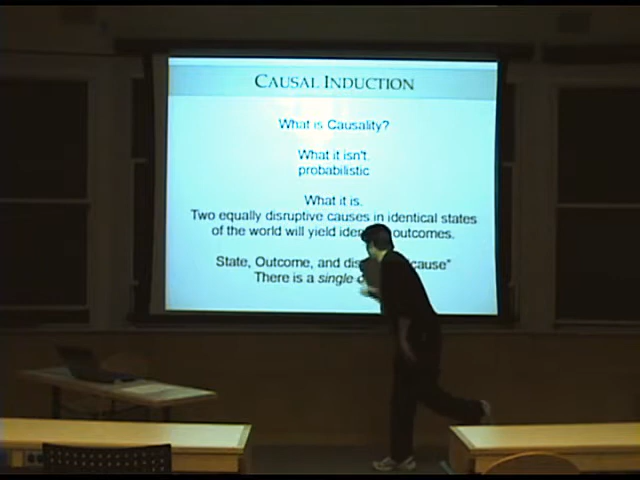 CAUSAL INDUCTION
What is Causality?
What it isn't.
probabilistic
What it is.
Two equally disruptive causes in identical states
of the world will yield outcomes.
State, Outcome, and cause"
There is a single